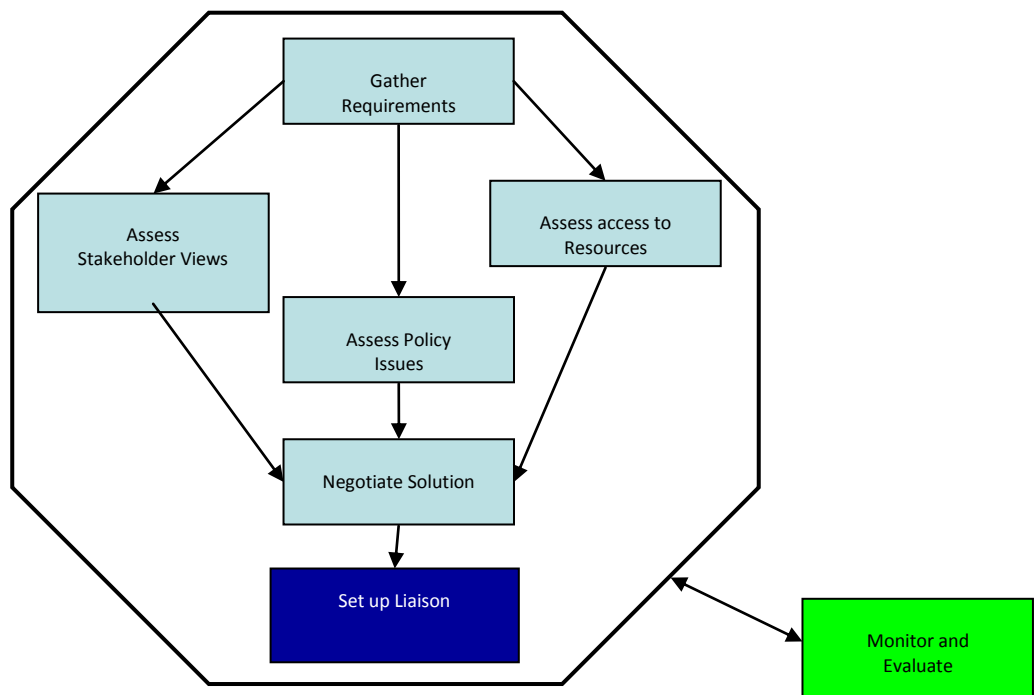 Gather
Requirements
Assess
Stakeholder Views
Assess access to
Resources
Assess Policy
Issues
Negotiate Solution
Set up Liaison
Monitor and
Evaluate